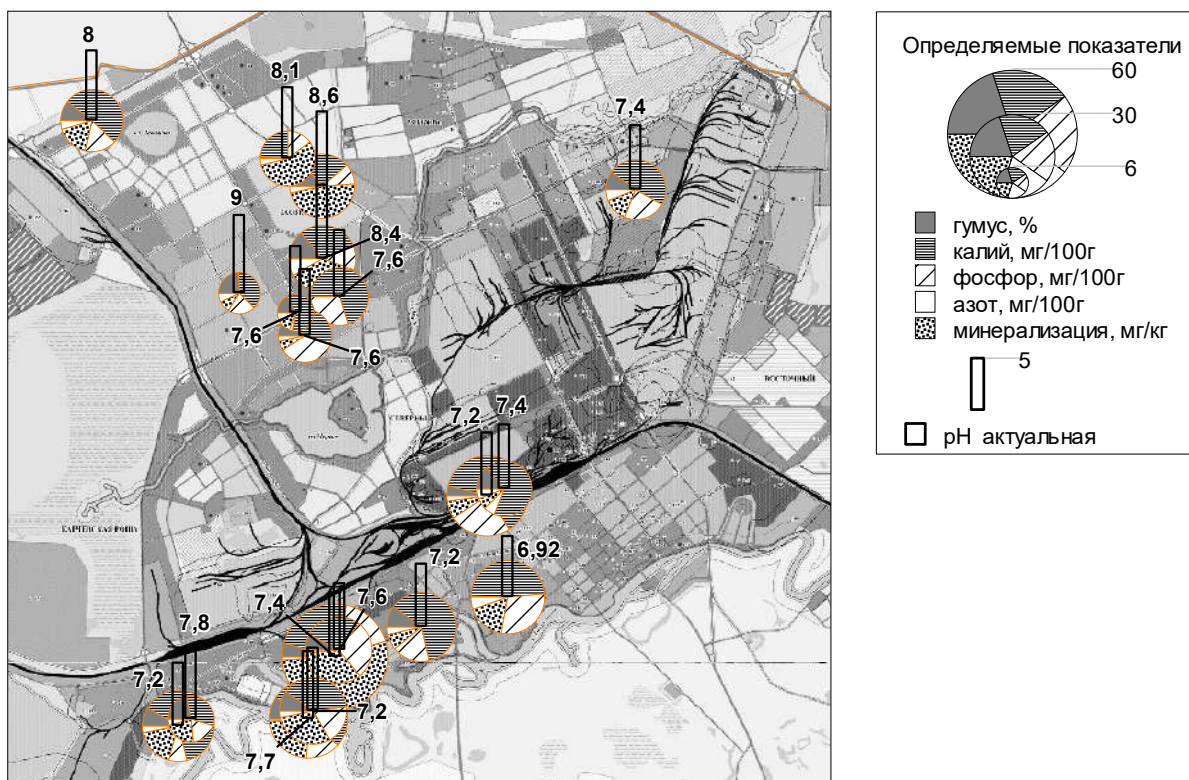 8
8,1
8,6
7,4
9
8,4
7,6
7,6
7,6
7,2
7,4
ВОСТОЧНЫЙ
7,2
6,92
7,4
7,6
7,8
7,2
7,2
7,7
Определяемые показатели
60
30
6
гумус, %
калий, мг/100г
фосфор, мг/100г
азот, мг/100г
минерализация, мг/кг
5
pH актуальная